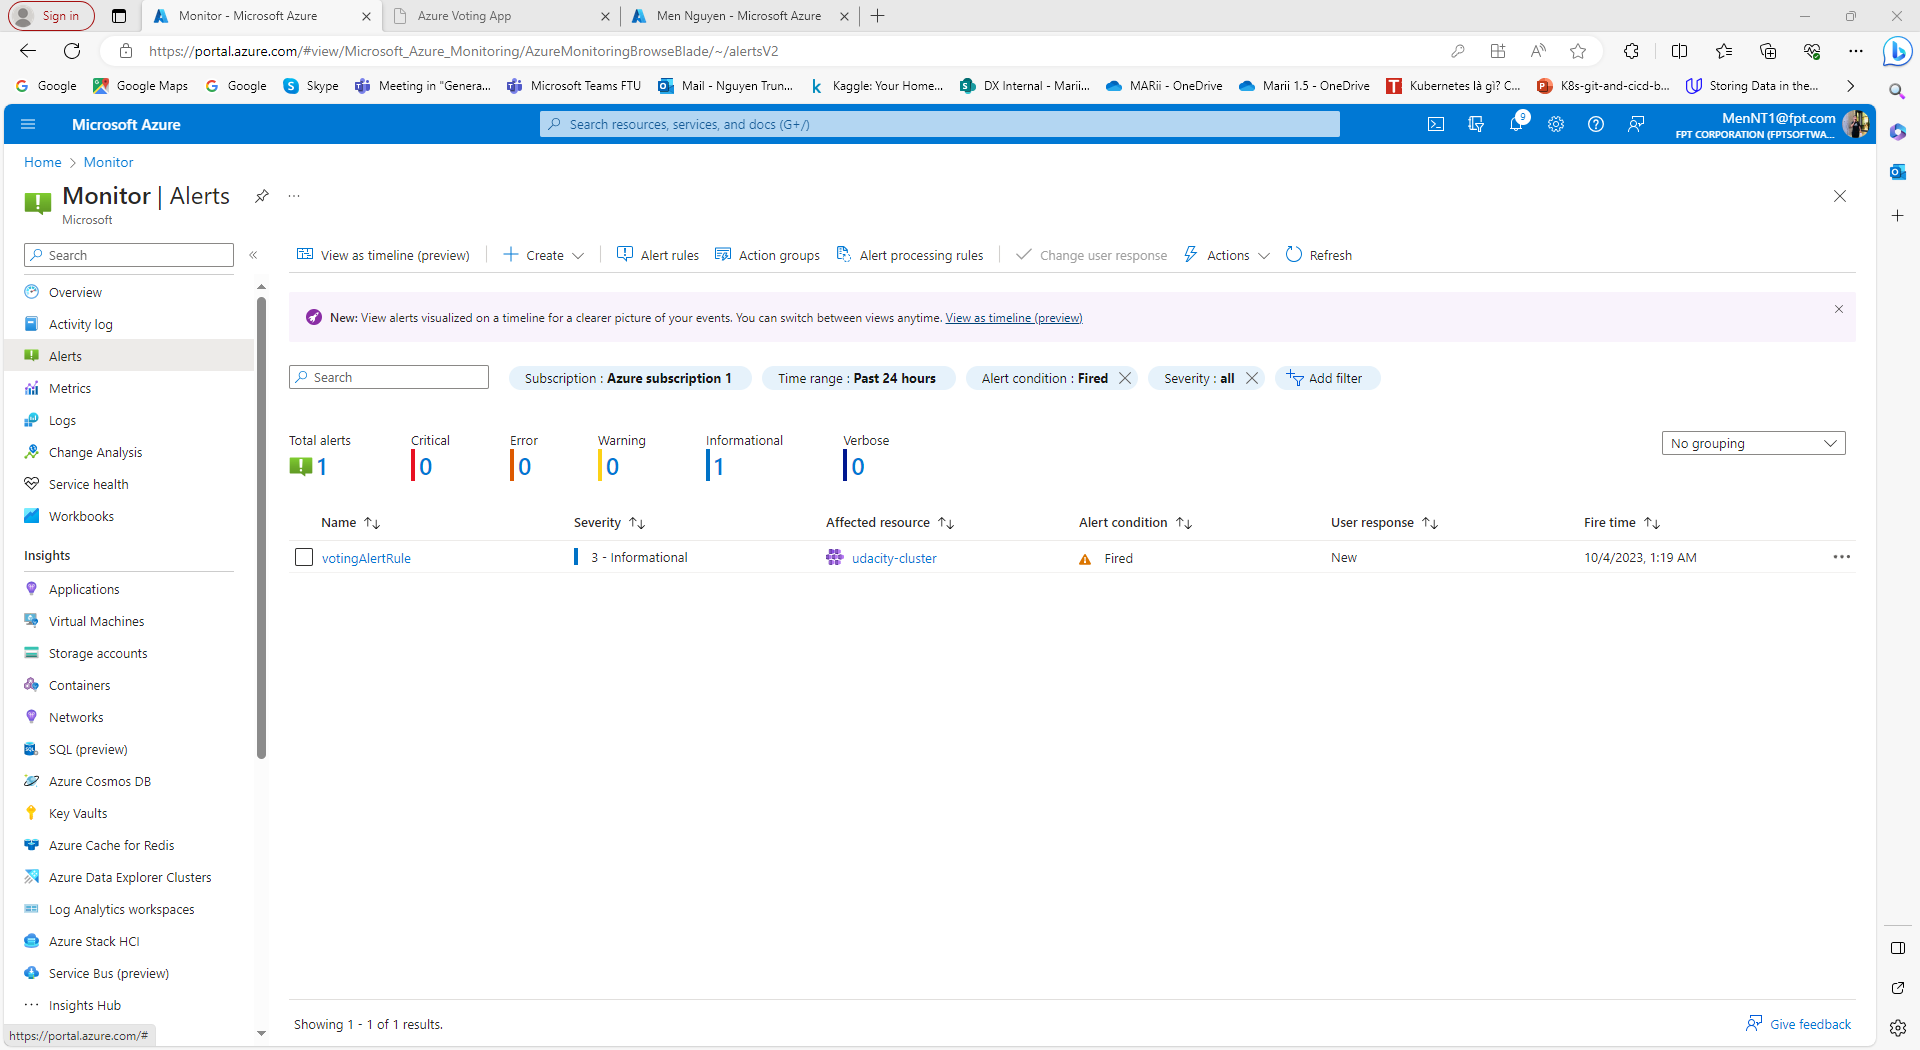 Sign in
Monitor - Microsoft Azure
Azure Voting App
Men Nguyen - Microsoft Azure
https://portal.azure.com/#view/Microsoft_Azure_Monitoring/AzureMonitoringBrowseBlade/~/alertsV2
Google
Google Maps
Google
Skype
Meeting in "Genera...
Microsoft Teams FTU
Mail - Nguyen Trun...
Kaggle: Your Home...
DX Internal - Marii...
MARii - OneDrive
Marii 1.5 - OneDrive
Kubernetes là gì? C...
K8s-git-and-cicd-b...
Storing Data in the...
Microsoft Azure
Search resources, services, and docs (G+/)
9
MenNT1@fpt.com
FPT CORPORATION (FPTSOFTWA...
Home > Monitor
Monitor | Alerts
Microsoft
Search
View as timeline (preview)
Create
Alert rules
Action groups
Alert processing rules
Change user response
Actions
Refresh
Overview
Activity log
Alerts
Metrics
Logs
Change Analysis
Service health
Workbooks
Insights
Applications
Virtual Machines
Storage accounts
Containers
Networks
SQL (preview)
Azure Cosmos DB
Key Vaults
Azure Cache for Redis
Azure Data Explorer Clusters
Log Analytics workspaces
Azure Stack HCI
Service Bus (preview)
Insights Hub
https://portal.azure.com/#
New: View alerts visualized on a timeline for a clearer picture of your events. You can switch between views anytime. View as timeline (preview)
Search
Subscription : Azure subscription 1
Time range : Past 24 hours
Alert condition : Fired
Severity : all
Add filter
Total alerts
1
Critical
0
Error
0
Warning
0
Informational
1
Verbose
0
No grouping
Name
Severity
Affected resource
Alert condition
User response
Fire time
votingAlertRule
3 - Informational
udacity-cluster
Fired
New
10/4/2023, 1:19 AM
Showing 1 - 1 of 1 results.
Give feedback